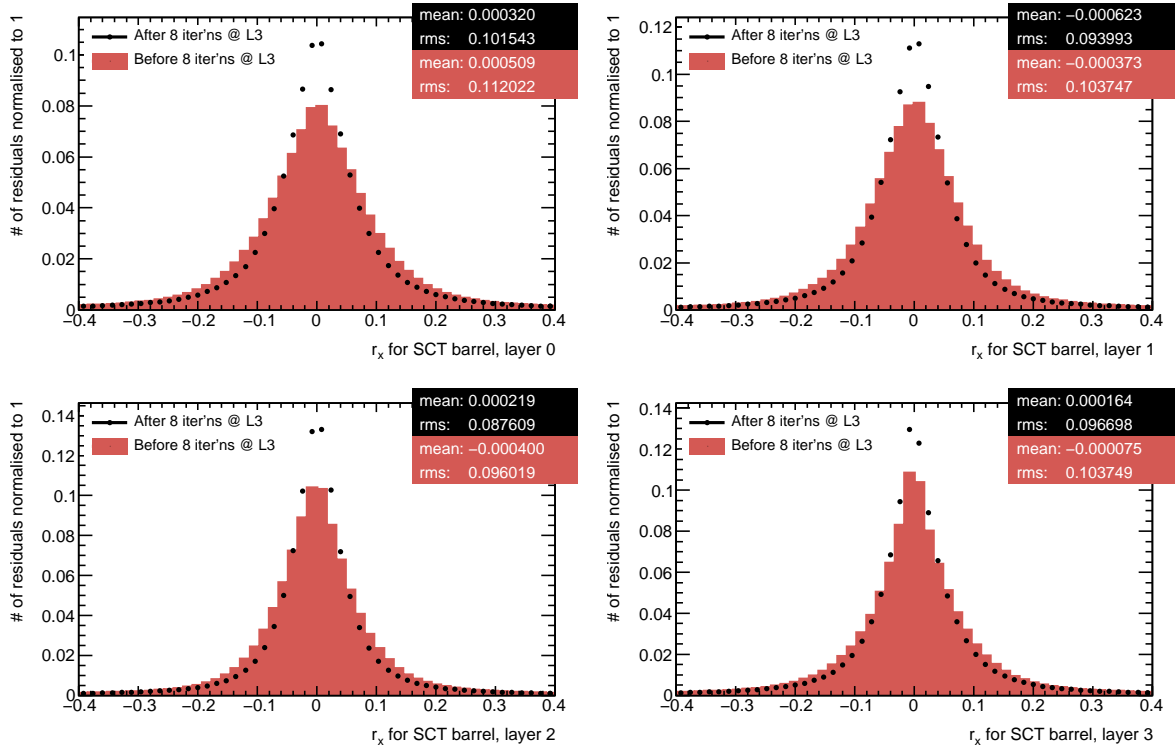 # of residuals normalised to 1
After 8 iter'ns @ L3
Before 8 iter'ns @ L3
mean: 0.000320
rms: 0.101543
mean: 0.000509
rms: 0.112022
0.1
0.08
0.06
0.04
0.02
0
−0.4 −0.3 −0.2 −0.1 0 0.1 0.2 0.3 0.4
r_x for SCT barrel, layer 0
# of residuals normalised to 1
After 8 iter'ns @ L3
Before 8 iter'ns @ L3
mean: −0.000623
rms: 0.093993
mean: −0.000373
rms: 0.103747
0.12
0.1
0.08
0.06
0.04
0.02
0
−0.4 −0.3 −0.2 −0.1 0 0.1 0.2 0.3 0.4
r_x for SCT barrel, layer 1
# of residuals normalised to 1
After 8 iter'ns @ L3
Before 8 iter'ns @ L3
mean: 0.000219
rms: 0.087609
mean: −0.000400
rms: 0.096019
0.14
0.12
0.1
0.08
0.06
0.04
0.02
0
−0.4 −0.3 −0.2 −0.1 0 0.1 0.2 0.3 0.4
r_x for SCT barrel, layer 2
# of residuals normalised to 1
After 8 iter'ns @ L3
Before 8 iter'ns @ L3
mean: 0.000164
rms: 0.096698
mean: −0.000075
rms: 0.103749
0.14
0.12
0.1
0.08
0.06
0.04
0.02
0
−0.4 −0.3 −0.2 −0.1 0 0.1 0.2 0.3 0.4
r_x for SCT barrel, layer 3